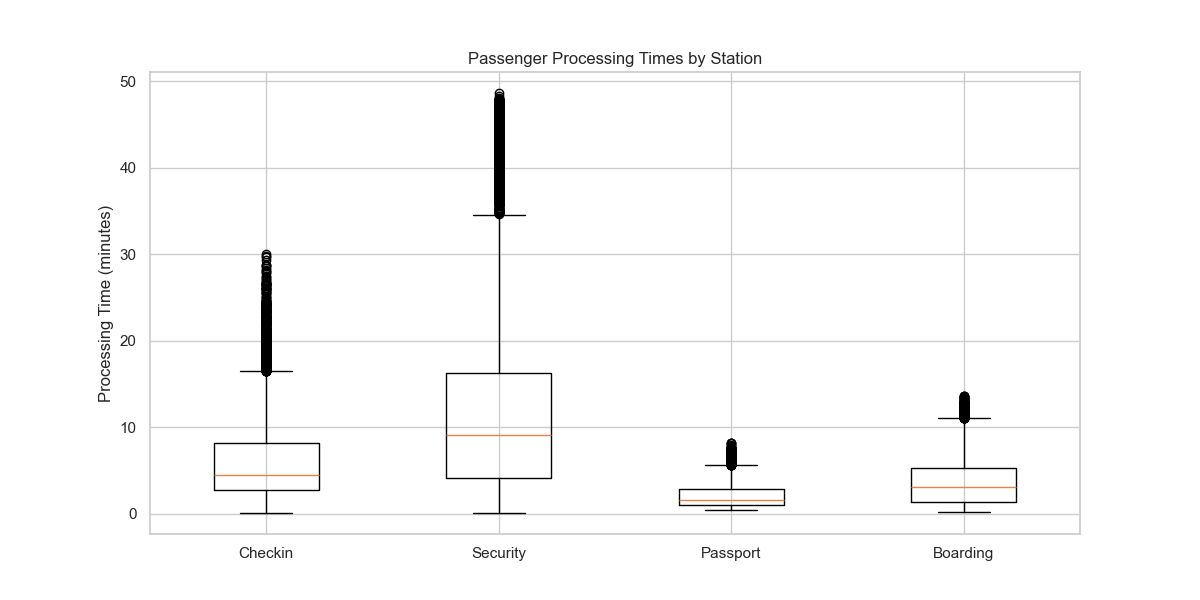 Passenger Processing Times by Station
Processing Time (minutes)
50
40
30
20
10
0
Checkin Security Passport Boarding